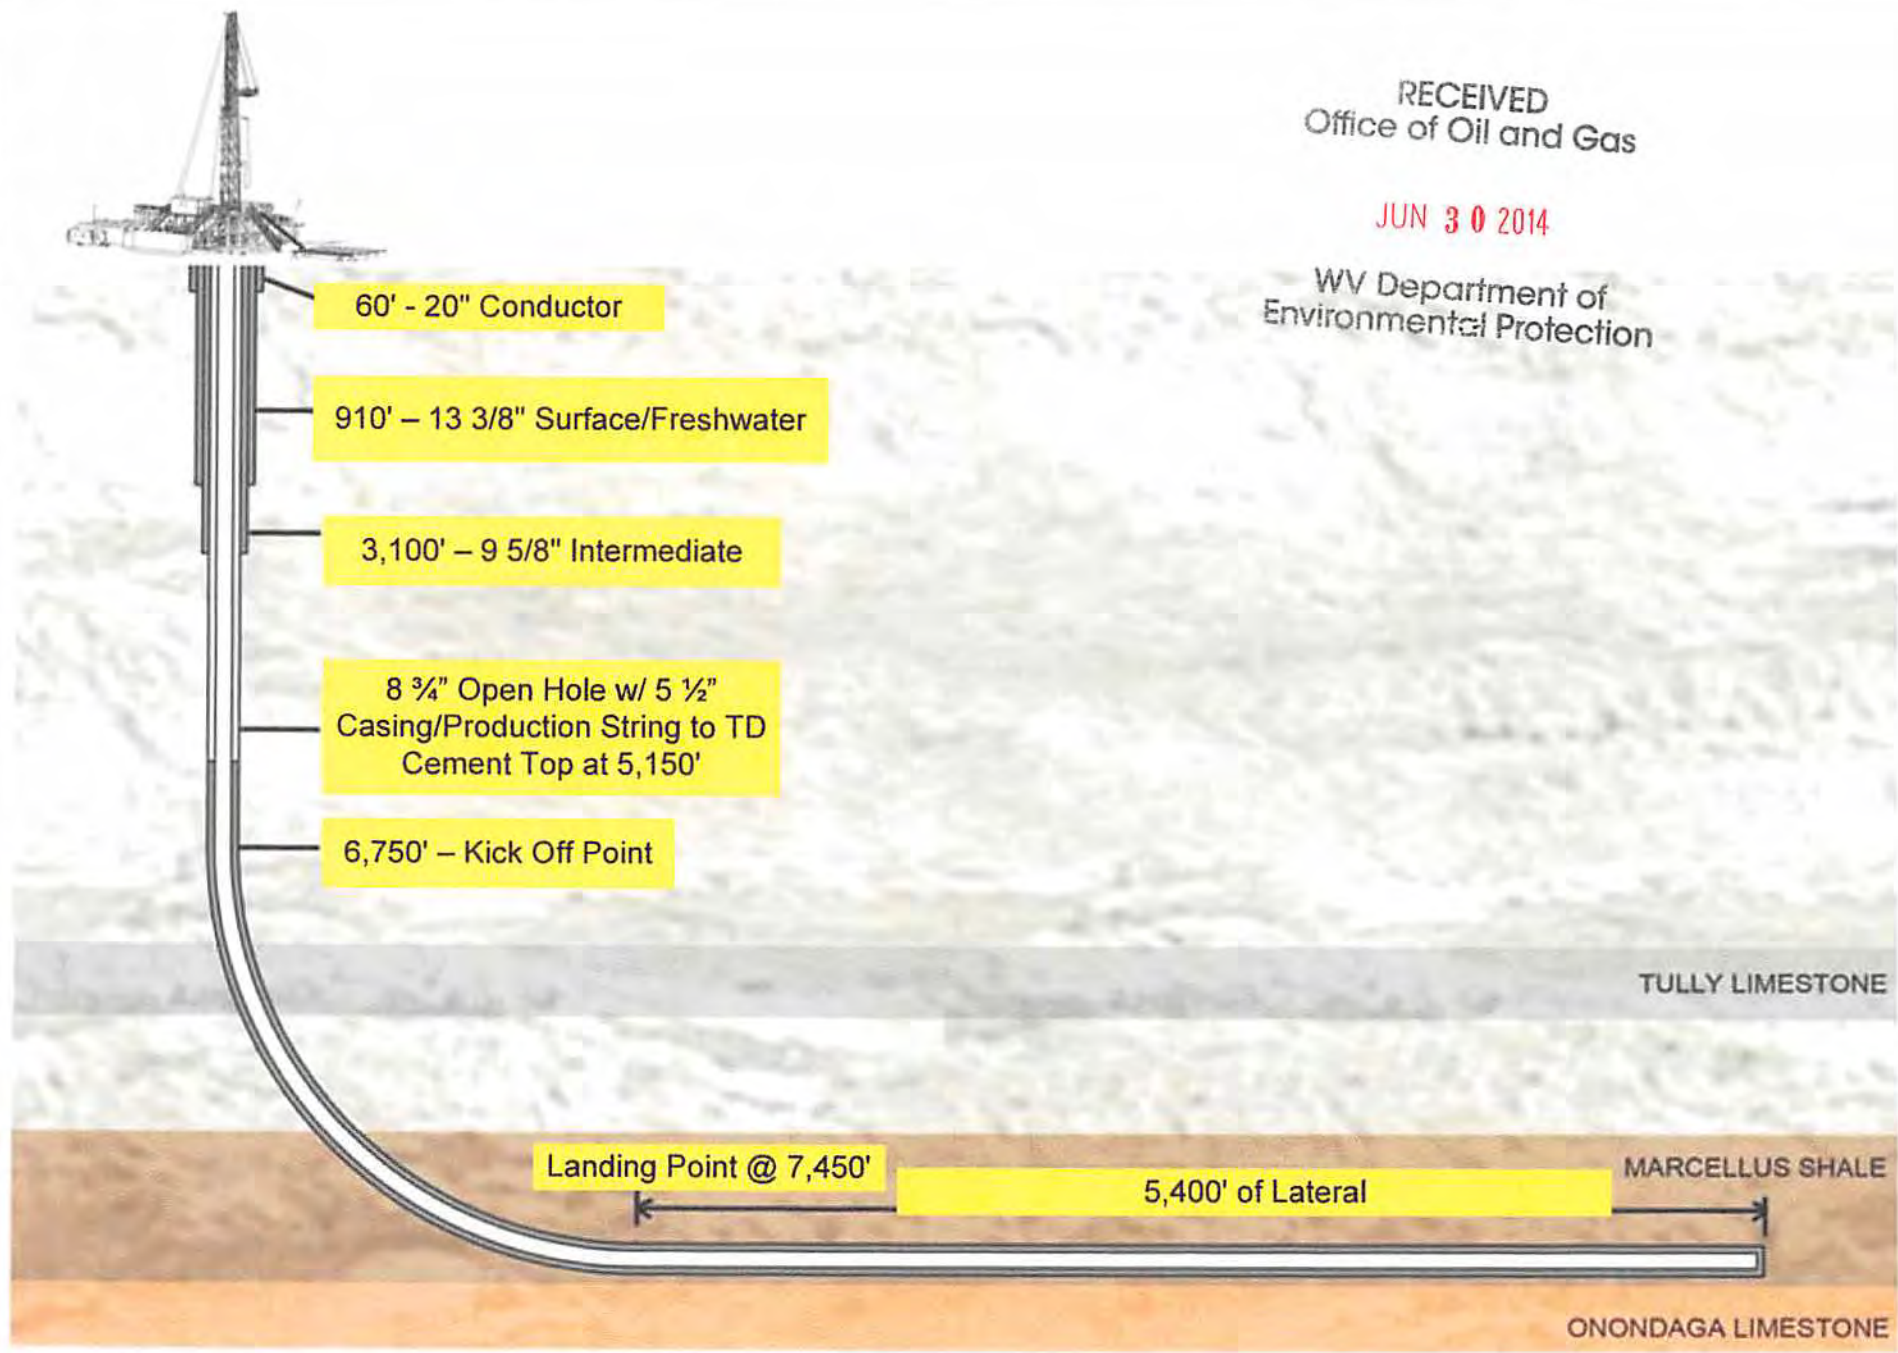 RECEIVED
Office of Oil and Gas
JUN 30 2014
WV Department of
Environmental Protection
60' - 20" Conductor
910' – 13 3/8" Surface/Freshwater
3,100' – 9 5/8" Intermediate
8 ¾” Open Hole w/ 5 ½”
Casing/Production String to TD
Cement Top at 5,150'
6,750' – Kick Off Point
TULLY LIMESTONE
Landing Point @ 7,450'
MARCELLUS SHALE
5,400' of Lateral
ONONDAGA LIMESTONE